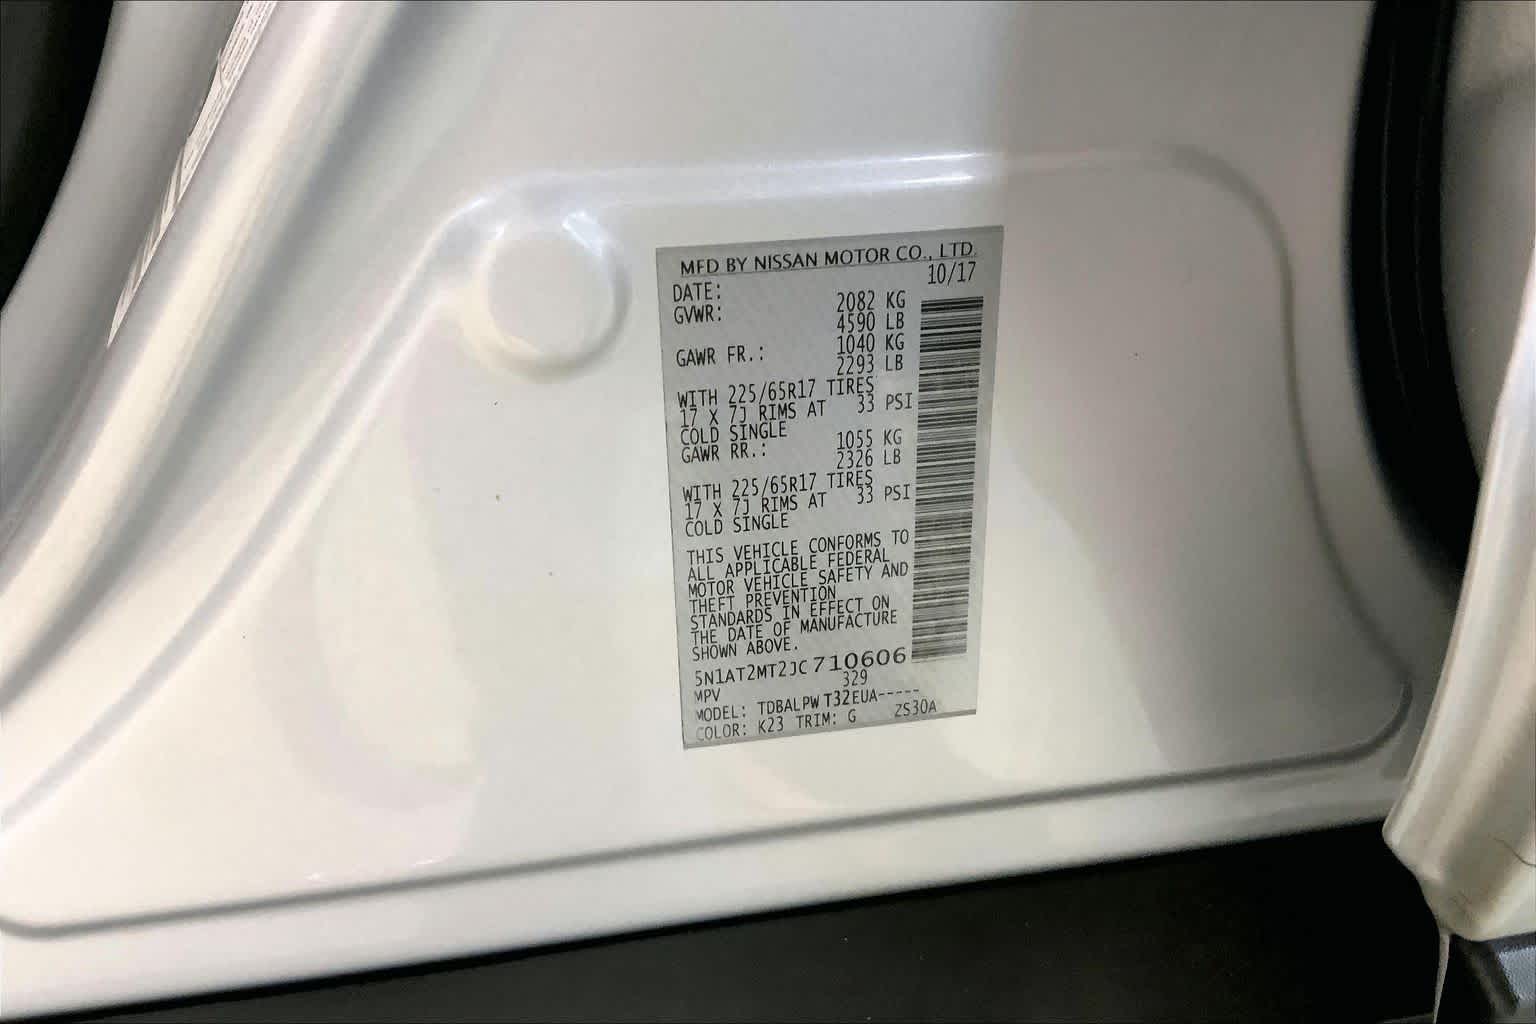 MFD BY NISSAN MOTOR CO., LTD.
DATE: 10/17
GVWR: 2082 KG
4590 LB
GAWR FR.: 1040 KG
2293 LB
WITH 225/65R17 TIRES
17 X 7J RIMS AT 33 PSI
COLD SINGLE
GAWR RR.: 1055 KG
2326 LB
WITH 225/65R17 TIRES
17 X 7J RIMS AT 33 PSI
COLD SINGLE
THIS VEHICLE CONFORMS TO
ALL APPLICABLE FEDERAL
MOTOR VEHICLE SAFETY AND
THEFT PREVENTION
STANDARDS IN EFFECT ON
THE DATE OF MANUFACTURE
SHOWN ABOVE.
5N1AT2MT2JC710606
MPV 329
MODEL: TDBALPWT32EUA-----
COLOR: K23 TRIM: G ZS30A